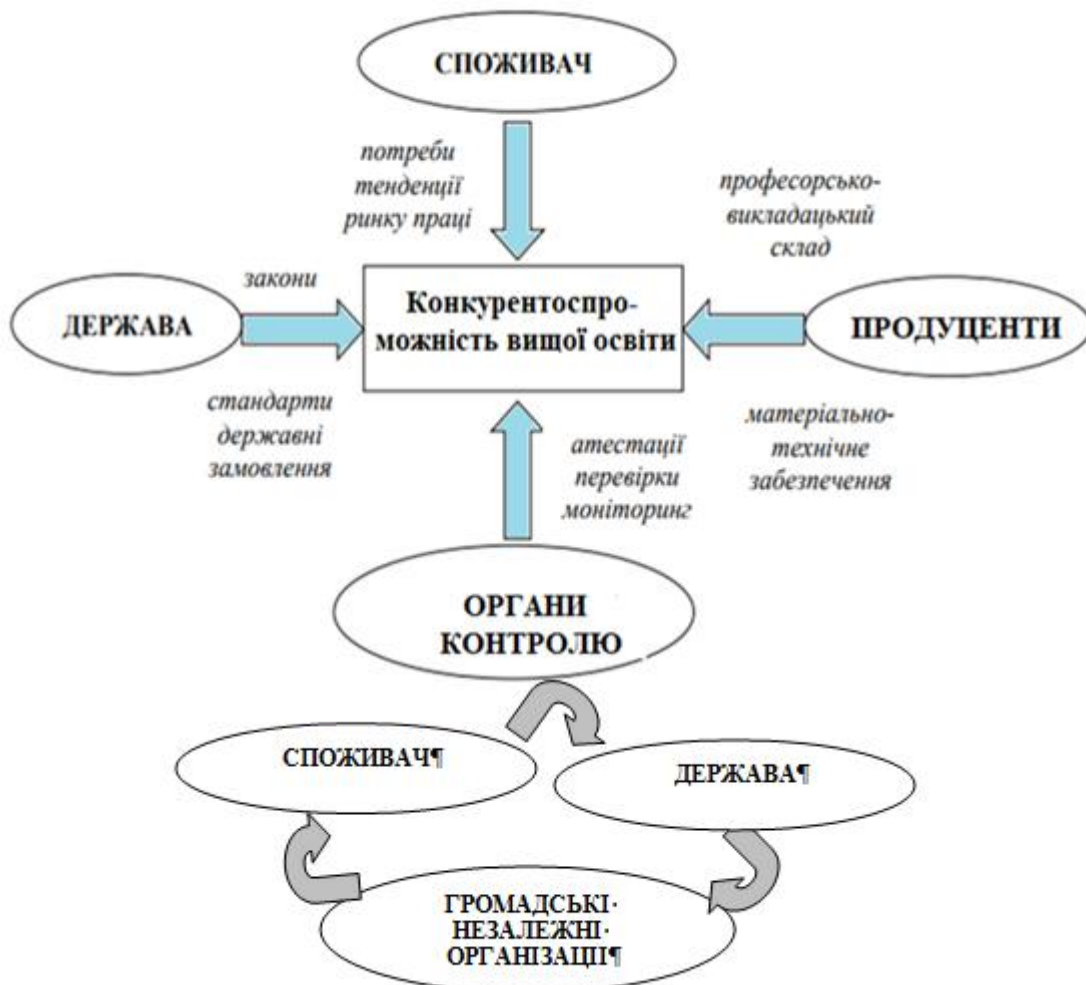 СПОЖИВАЧ
потреби
тенденції
ринку праці
професорсько-
викладацький
склад
закони
ДЕРЖАВА
Конкурентоспро-
можність вищої освіти
ПРОДУЦЕНТИ
стандарти
державні
замовлення
атестації
перевірки
моніторинг
матеріально-
технічне
забезпечення
ОРГАНИ
КОНТРОЛЮ
СПОЖИВАЧ¶
ДЕРЖАВА¶
ГРОМАДСЬКІ·
НЕЗАЛЕЖНІ·
ОРГАНІЗАЦІЇ¶